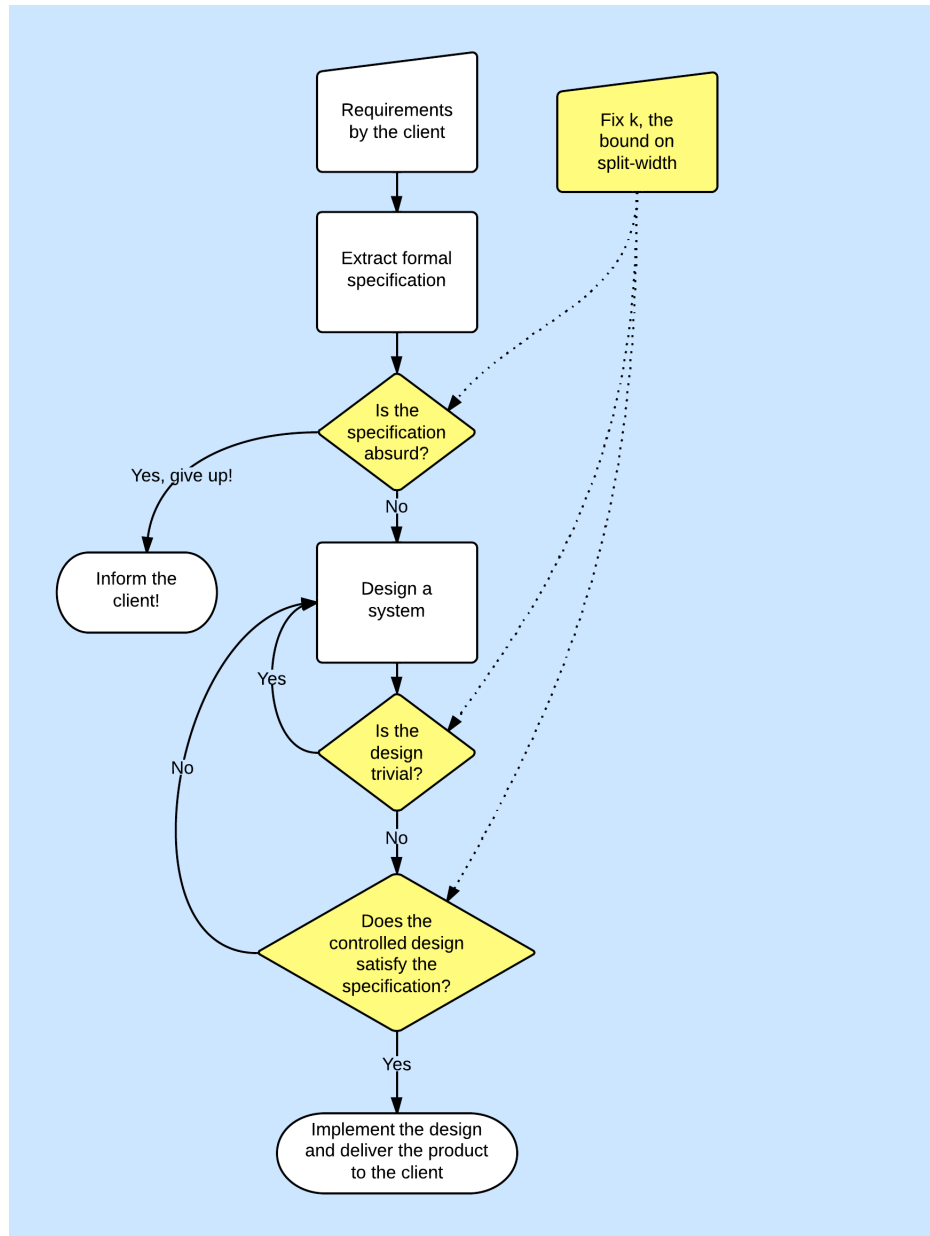 Requirements
by the client
Fix k, the
bound on
split-width
Extract formal
specification
Is the
specification
absurd?
Yes, give up!
No
Inform the
client!
Design a
system
Yes
Is the
design
trivial?
No
No
Does the
controlled design
satisfy the
specification?
Yes
Implement the design
and deliver the product
to the client